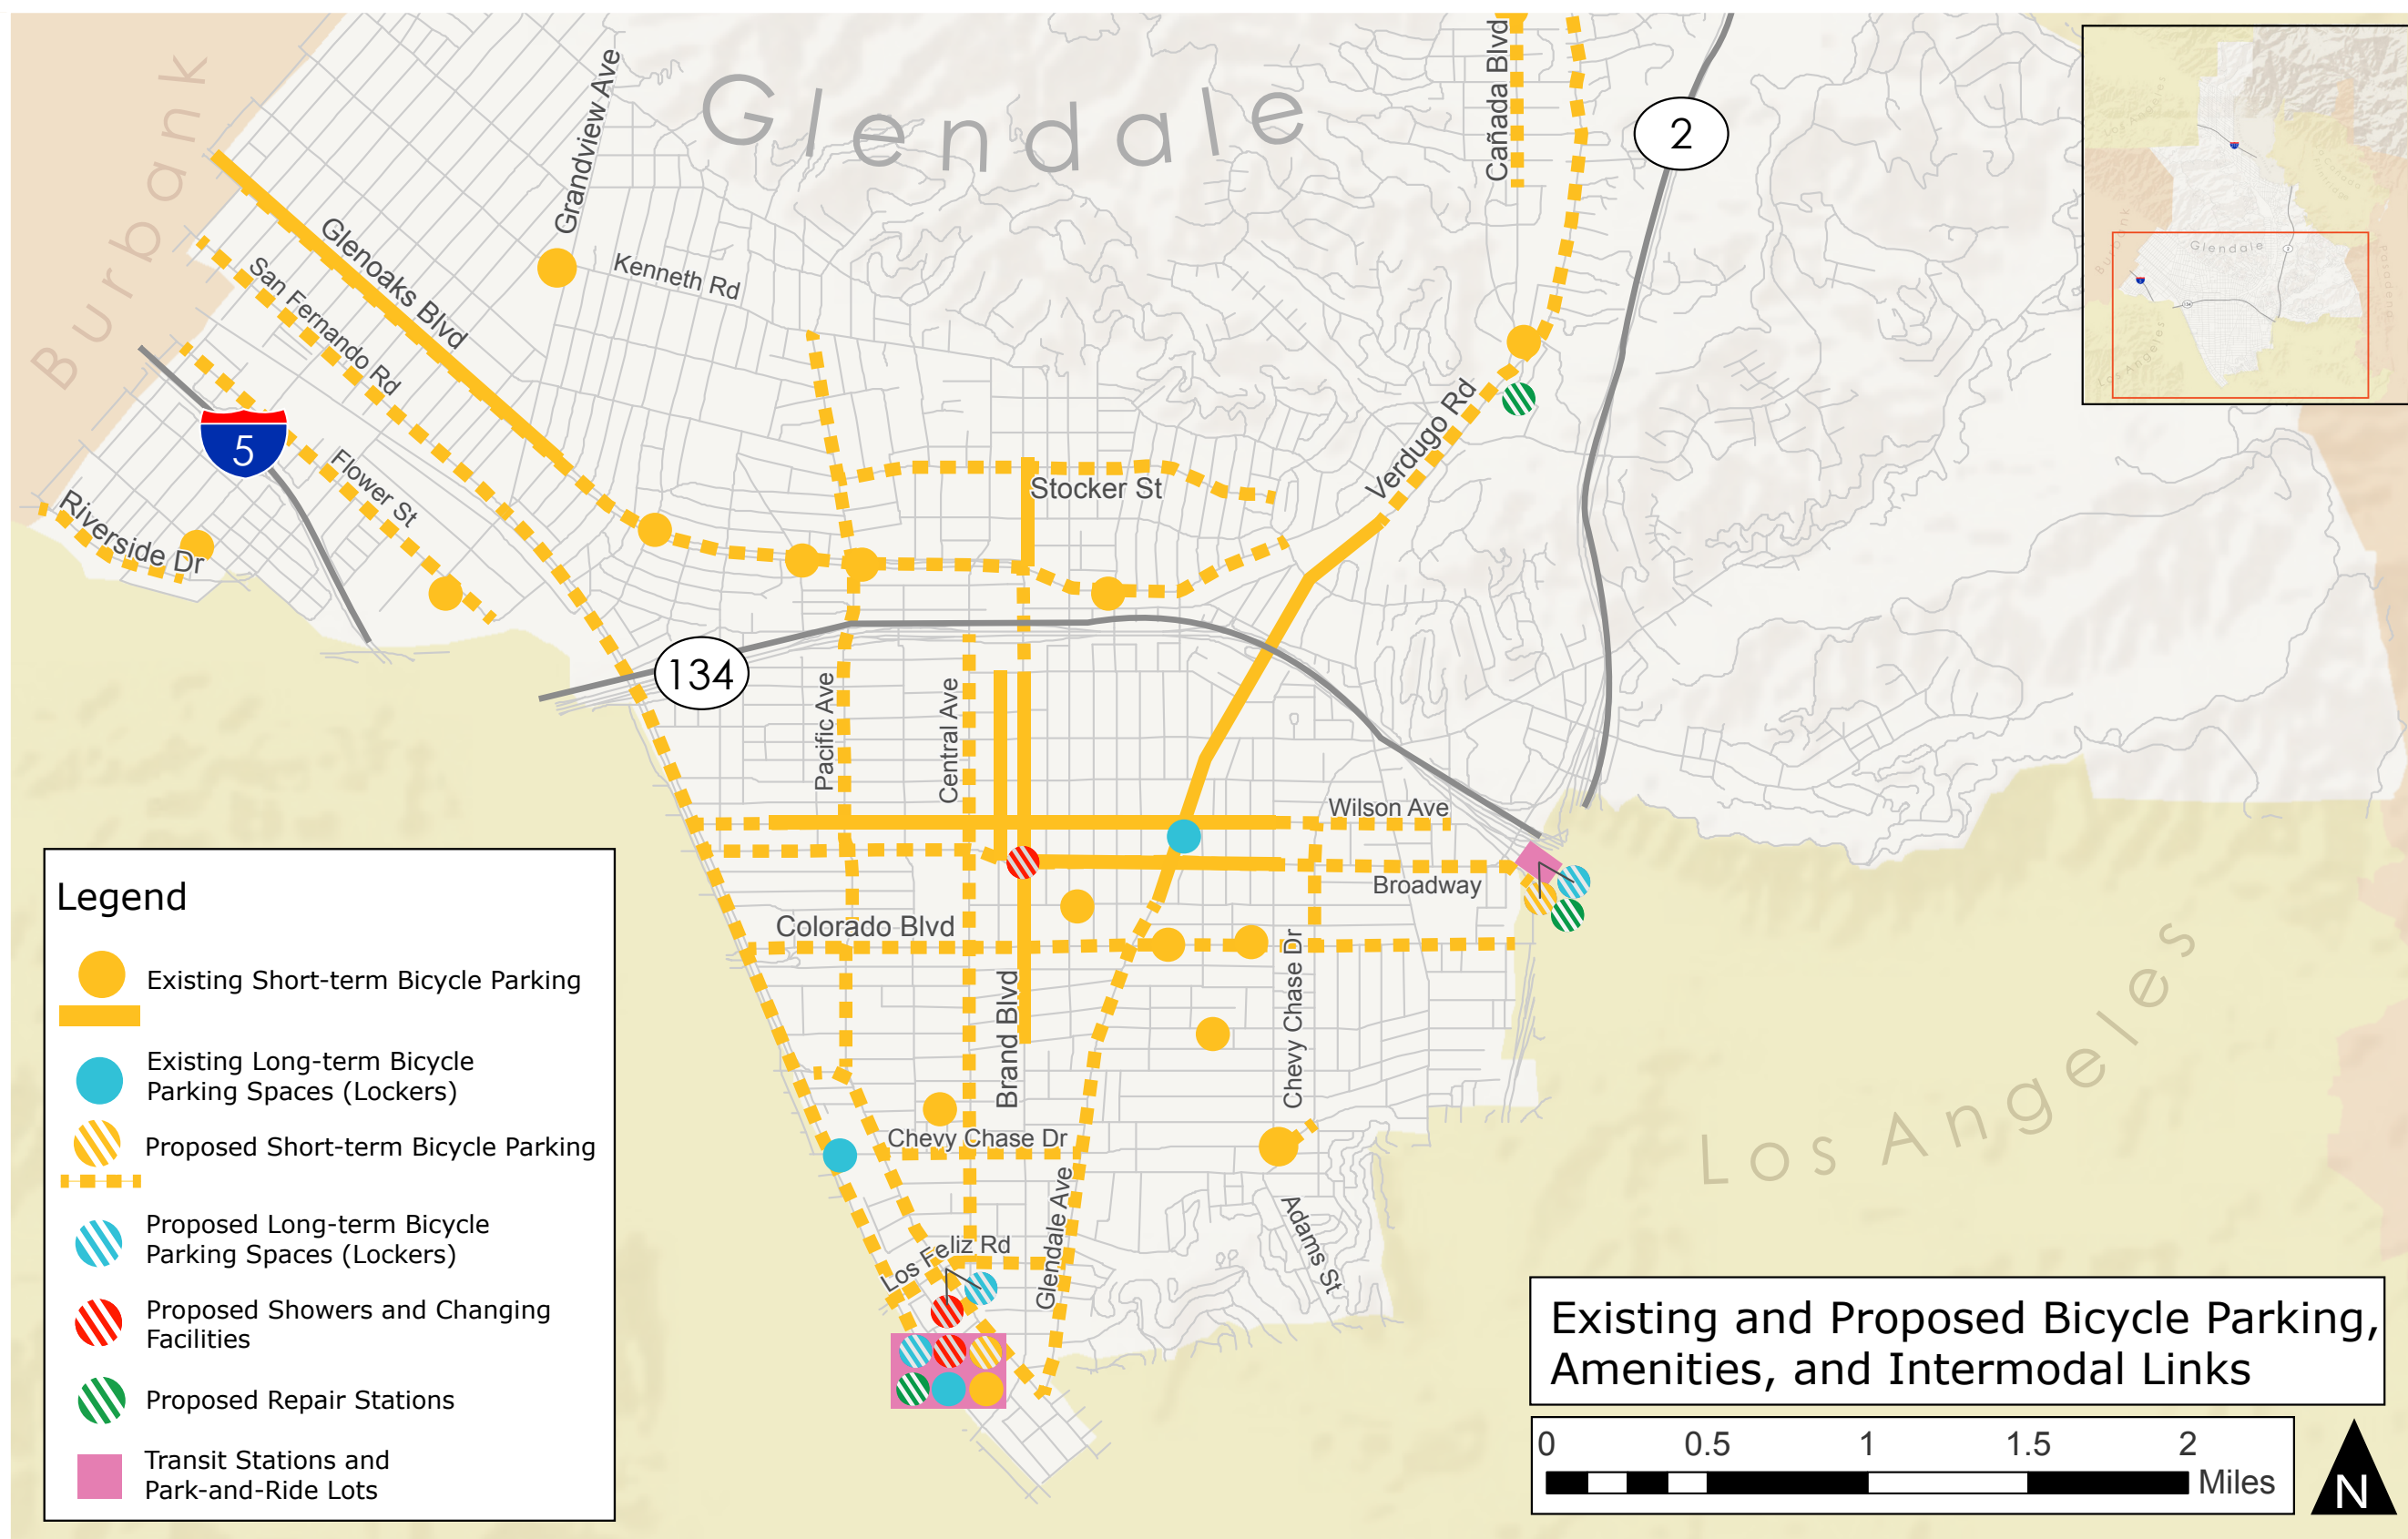 Burbank
Glendale
Grandview Ave
Cañada Blvd
2
Kenneth Rd
Glenoaks Blvd
San Fernando Rd
5
Flower St
Riverside Dr
Stocker St
Verdugo Rd
134
Pacific Ave
Central Ave
Wilson Ave
Broadway
Colorado Blvd
Brand Blvd
Chevy Chase Dr
Chevy Chase Dr
Glendale Ave
Los Feliz Rd
Adams St
Los Angeles
Glendale
Burbank
Los Angeles
Pasadena
Legend
Existing Short-term Bicycle Parking
Existing Long-term Bicycle
Parking Spaces (Lockers)
Proposed Short-term Bicycle Parking
Proposed Long-term Bicycle
Parking Spaces (Lockers)
Proposed Showers and Changing
Facilities
Proposed Repair Stations
Transit Stations and
Park-and-Ride Lots
Existing and Proposed Bicycle Parking,
Amenities, and Intermodal Links
0 0.5 1 1.5 2
Miles
N